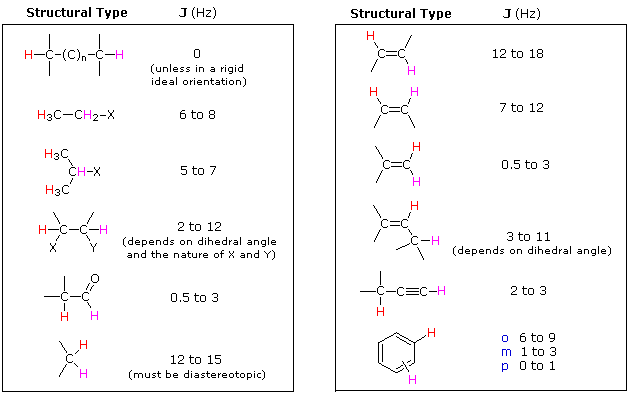 Structural Type J (Hz)
H–C–(C)n–C–H 0
(unless in a rigid
ideal orientation)
H3C–CH2–X 6 to 8
H3C
CH–X 5 to 7
H3C
H–C–C–H 2 to 12
X Y (depends on dihedral angle
and the nature of X and Y)
O
C–C 0.5 to 3
H H
H
C 12 to 15
H (must be diastereotopic)
Structural Type J (Hz)
H
C=C 12 to 18
H
H H
C=C 7 to 12
H
C=C 0.5 to 3
H
H
C=C
C–H 3 to 11
(depends on dihedral angle)
C–C≡C–H 2 to 3
H
H o 6 to 9
m 1 to 3
H p 0 to 1